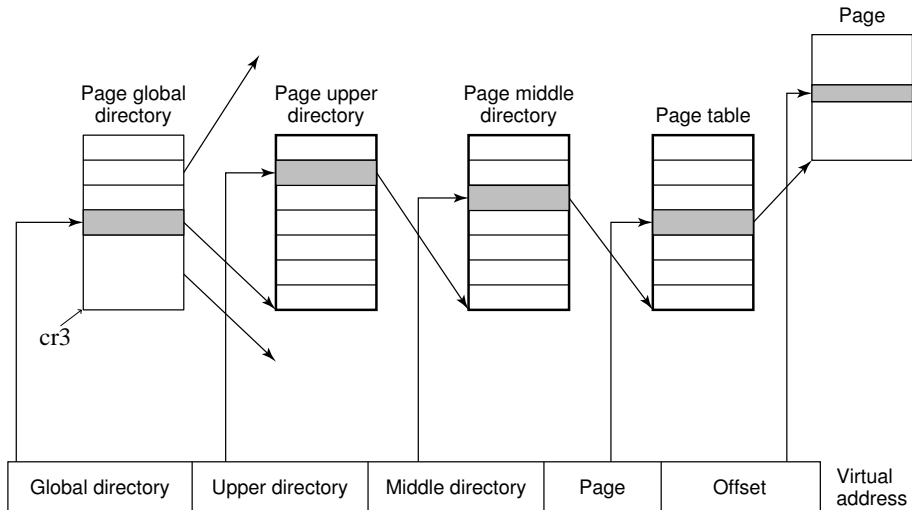 Page
Page global
directory
Page upper
directory
Page middle
directory
Page table
cr3
Global directory
Upper directory
Middle directory
Page
Offset
Virtual
address